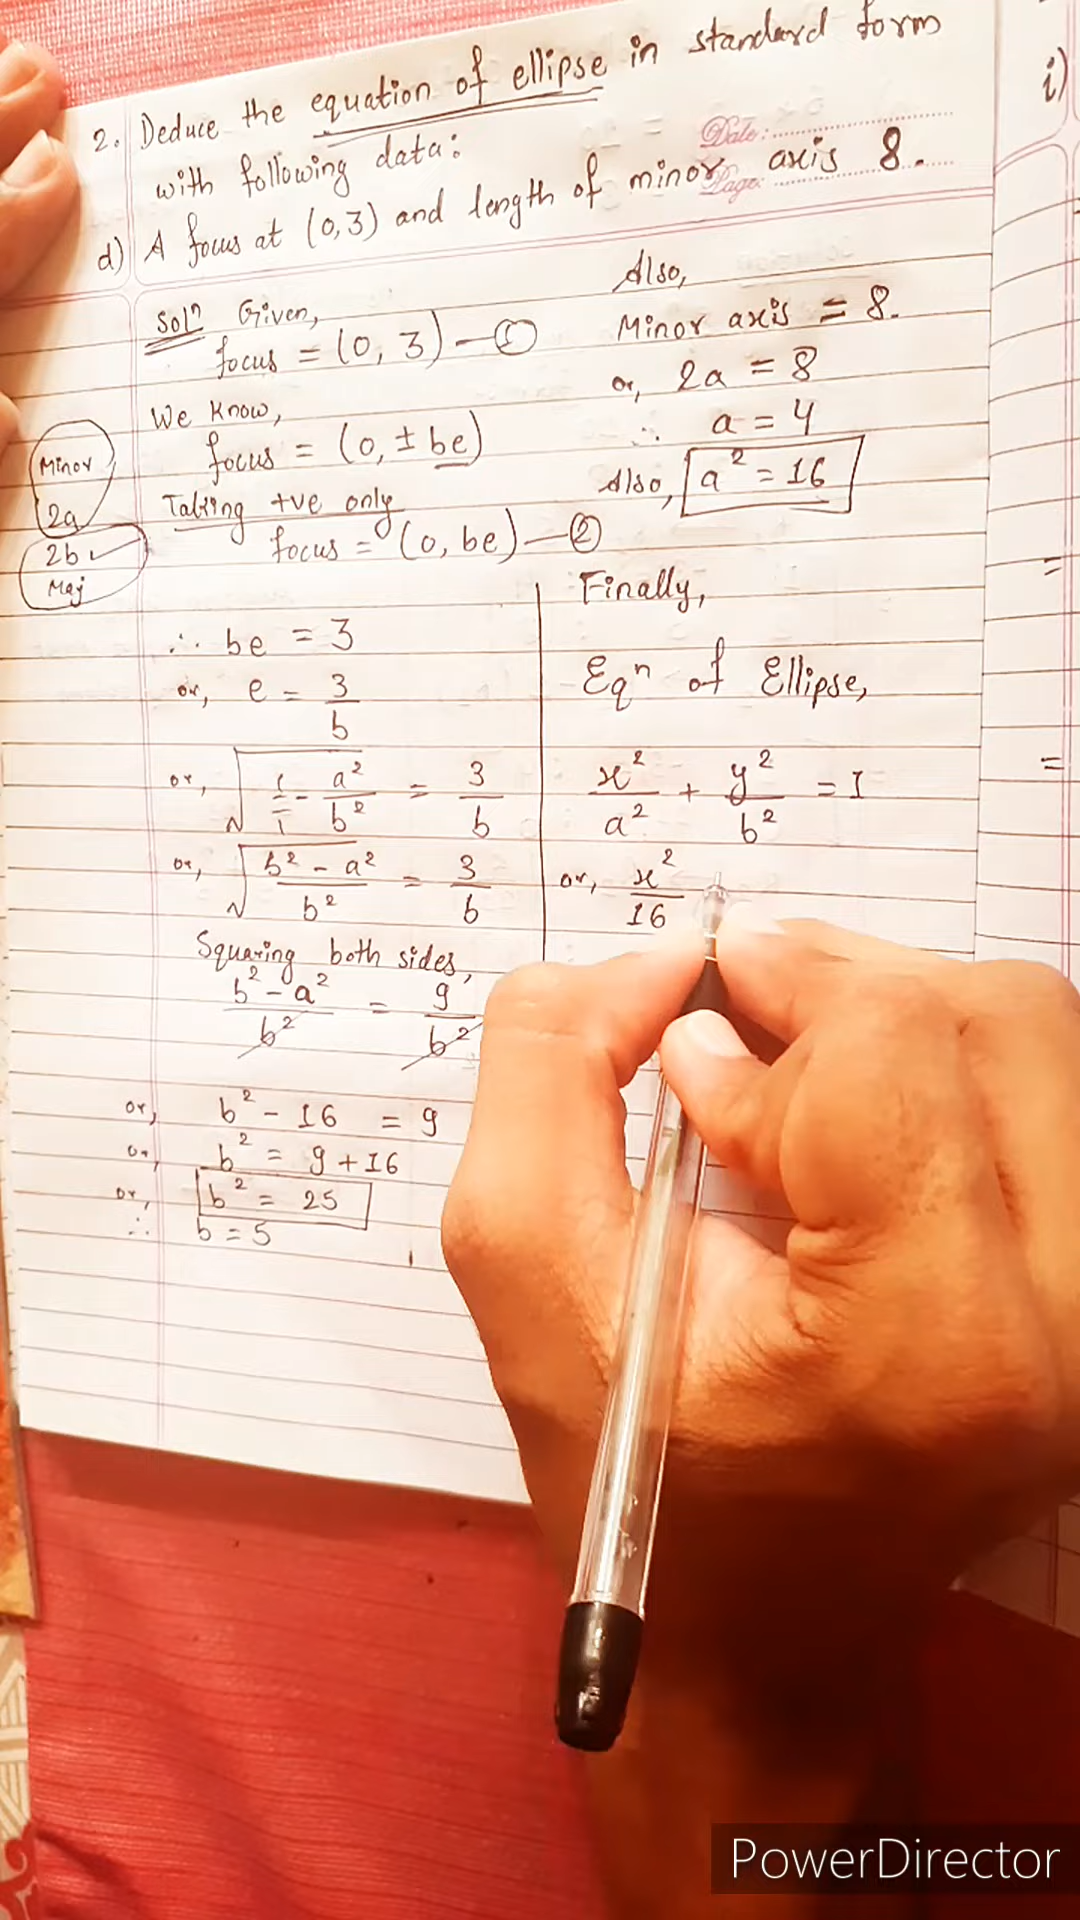 2. Deduce the equation of ellipse in standard form
with following data:
Date:
Page:
d) A focus at (0,3) and length of minor axis 8.
Solⁿ Given,
focus = (0, 3) — ①
We know,
focus = (0, ± be)
Taking +ve only
focus = (0, be) — ②
Minor
2a
2b ✓
Maj
∴ be = 3
or, e = 3/b
or, √(1/1 - a²/b²) = 3/b
or, √((b² - a²)/b²) = 3/b
Squaring both sides,
(b² - a²)/b² = 9/b²
or, b² - 16 = 9
or, b² = 9 + 16
or, b² = 25
∴ b = 5
Also,
Minor axis = 8.
or, 2a = 8
∴ a = 4
Also, a² = 16
Finally,
Eqⁿ of Ellipse,
x²/a² + y²/b² = 1
or, x²/16
i)
=
=
PowerDirector